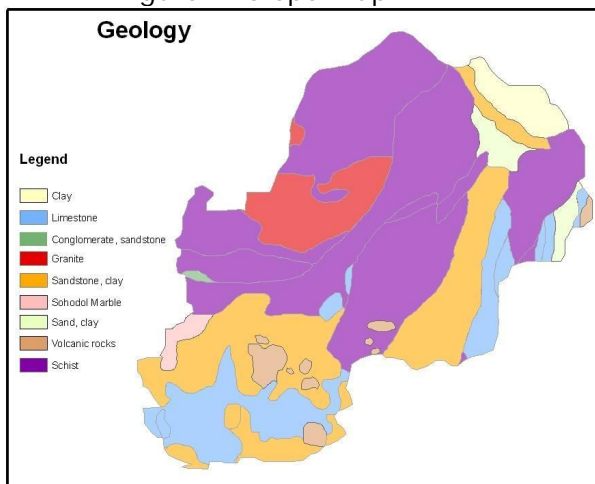 Geology
Legend
Clay
Limestone
Conglomerate, sandstone
Granite
Sandstone, clay
Sohodol Marble
Sand, clay
Volcanic rocks
Schist